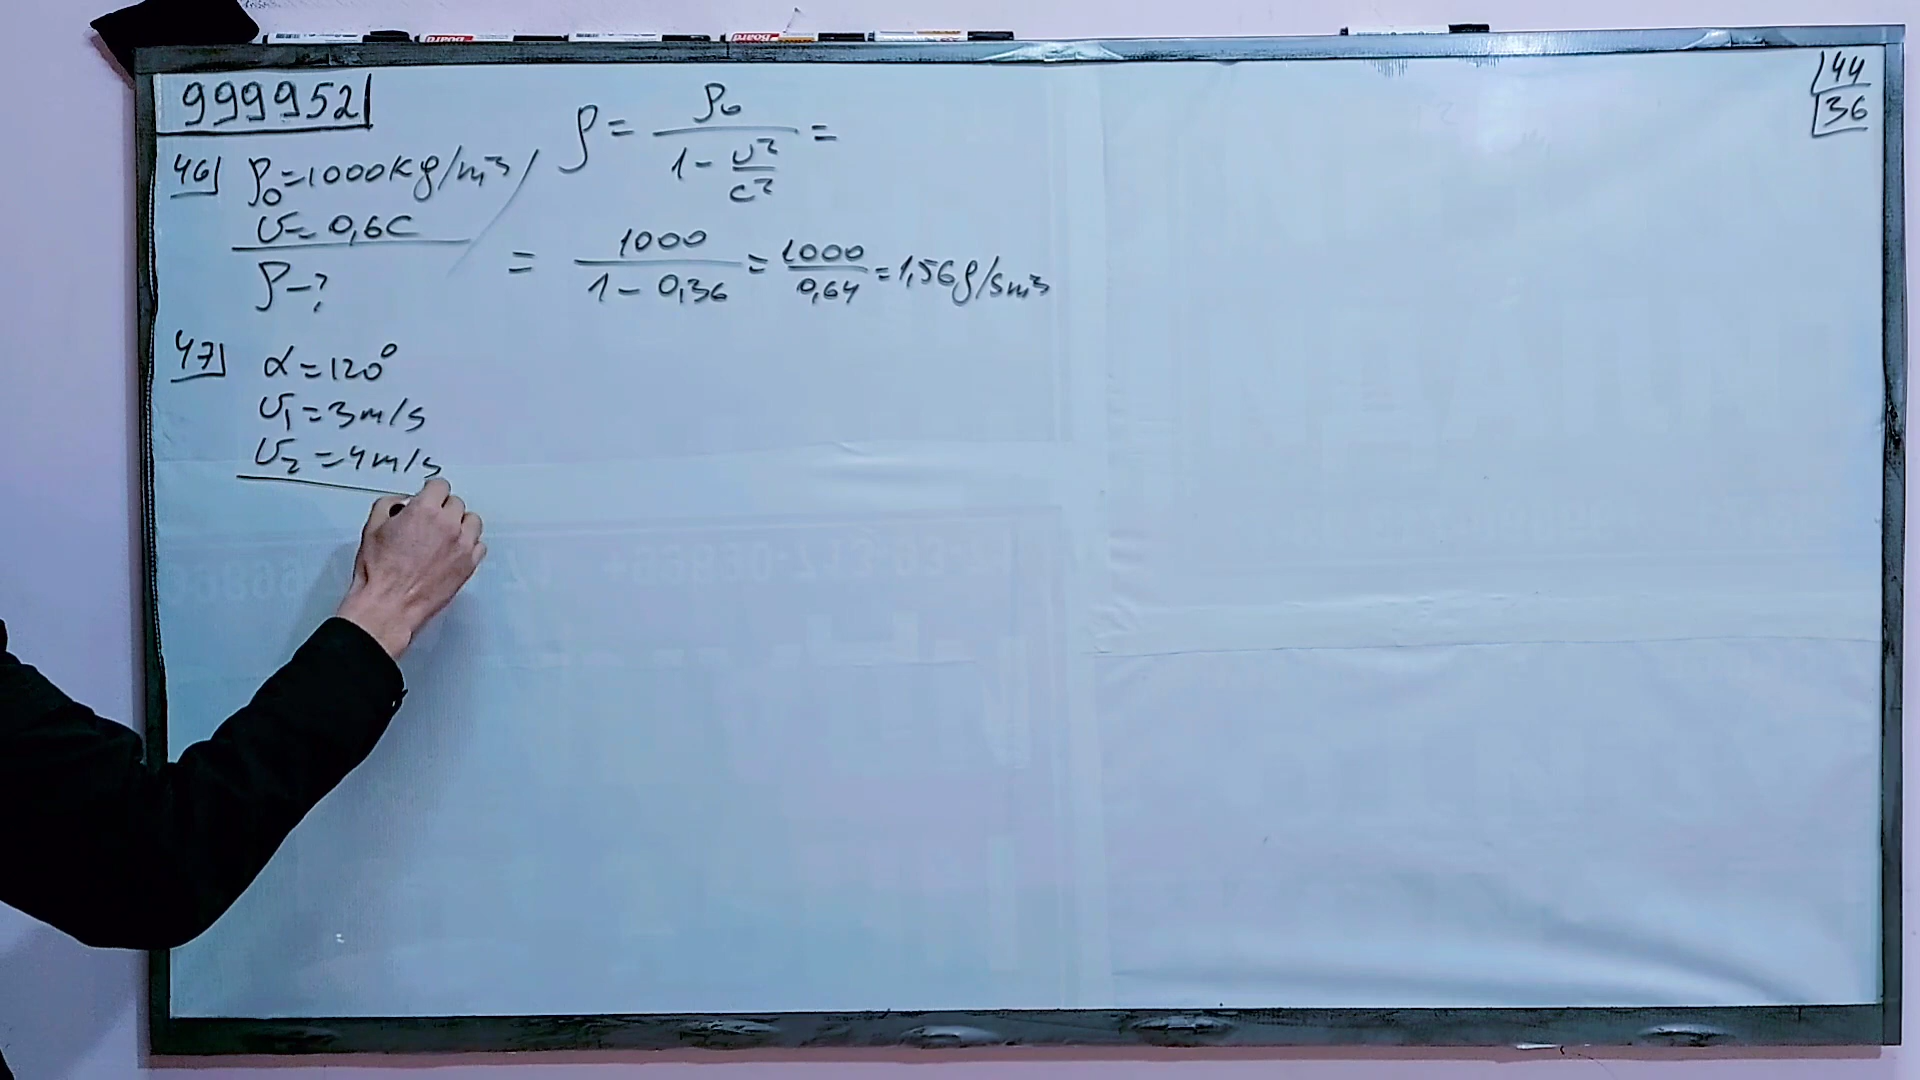 999952
44
36
46) ρ₀=1000kg/m³
υ=0,6c
ρ-?
ρ = ρ₀ / (1 - υ²/c²) =
= 1000 / (1-0,36) = 1000 / 0,64 = 1,56g/sm³
47) α=120°
υ₁=3m/s
υ₂=4m/s